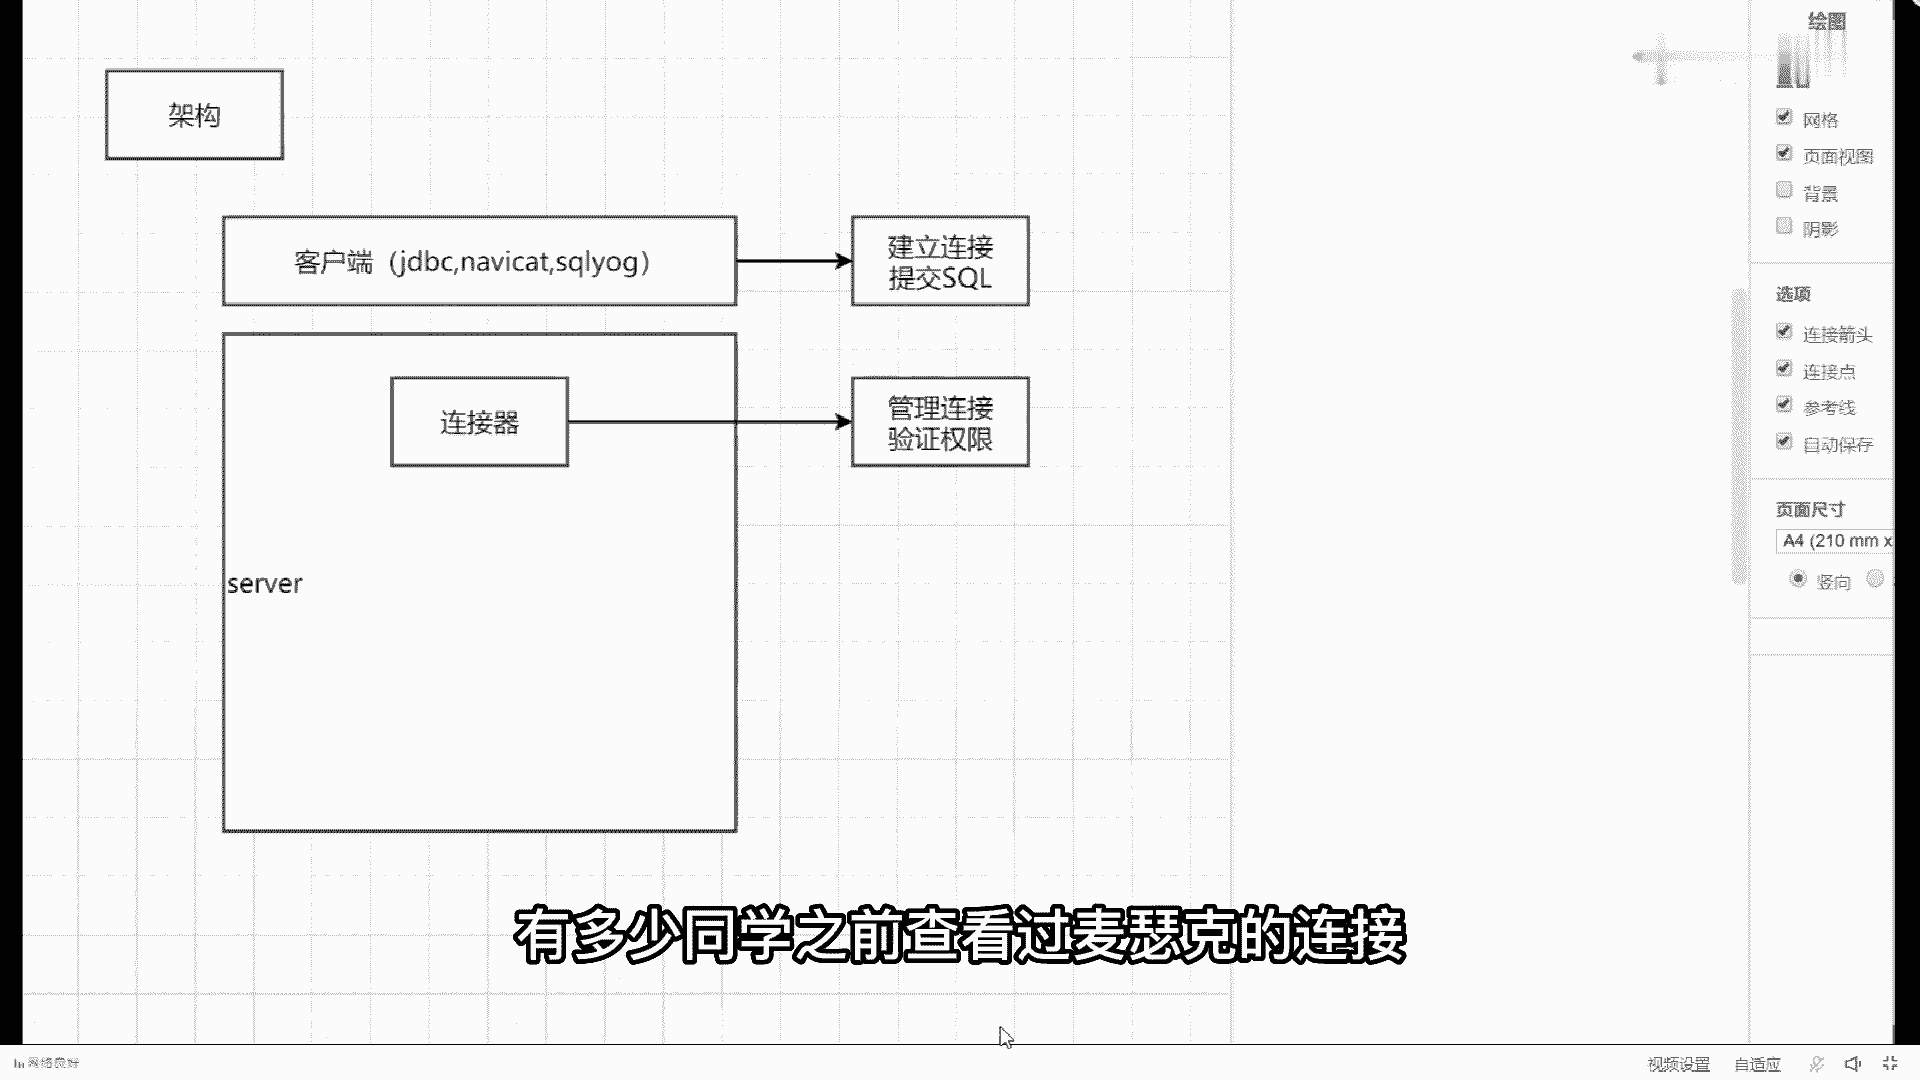 绘图
架构
网格
页面视图
背景
阴影
客户端（jdbc,navicat,sqlyog）
建立连接
提交SQL
选项
连接箭头
连接点
参考线
自动保存
连接器
管理连接
验证权限
页面尺寸
A4 (210 mm x
竖向
server
有多少同学之前查看过麦瑟克的连接
网络良好
视频设置
自适应